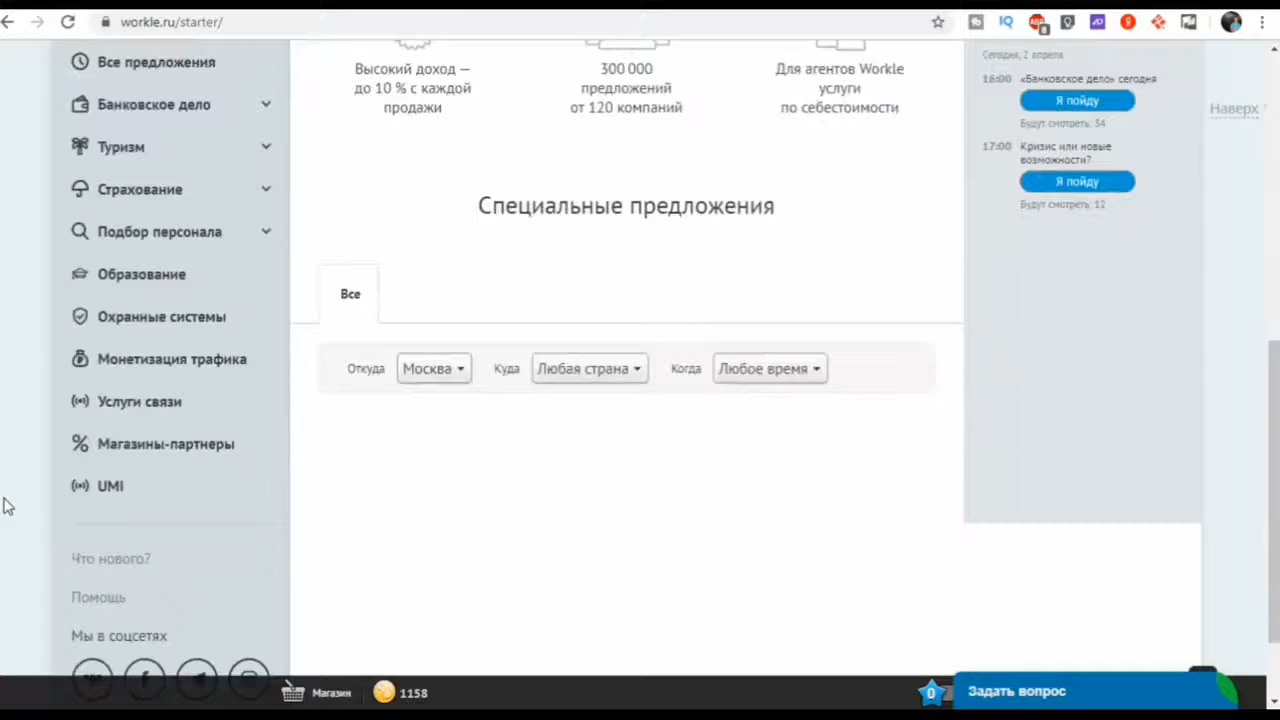 workle.ru/starter/
Все предложения
Банковское дело
Туризм
Страхование
Подбор персонала
Образование
Охранные системы
Монетизация трафика
Услуги связи
Магазины-партнеры
UMI
Что нового?
Помощь
Мы в соцсетях
Высокий доход —
до 10 % с каждой
продажи
300 000
предложений
от 120 компаний
Для агентов Workle
услуги
по себестоимости
Специальные предложения
Все
Откуда Москва Куда Любая страна Когда Любое время
Сегодня, 2 апреля
16:00 «Банковское дело» сегодня
Я пойду
Будут смотреть: 34
17:00 Кризис или новые
возможности?
Я пойду
Будут смотреть: 12
Наверх
Магазин 1158
0 Задать вопрос